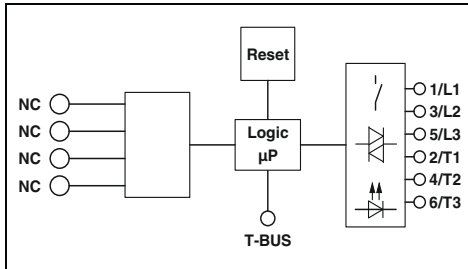 Reset
NC
NC
NC
NC
Logic
µP
T-BUS
1/L1
3/L2
5/L3
2/T1
4/T2
6/T3